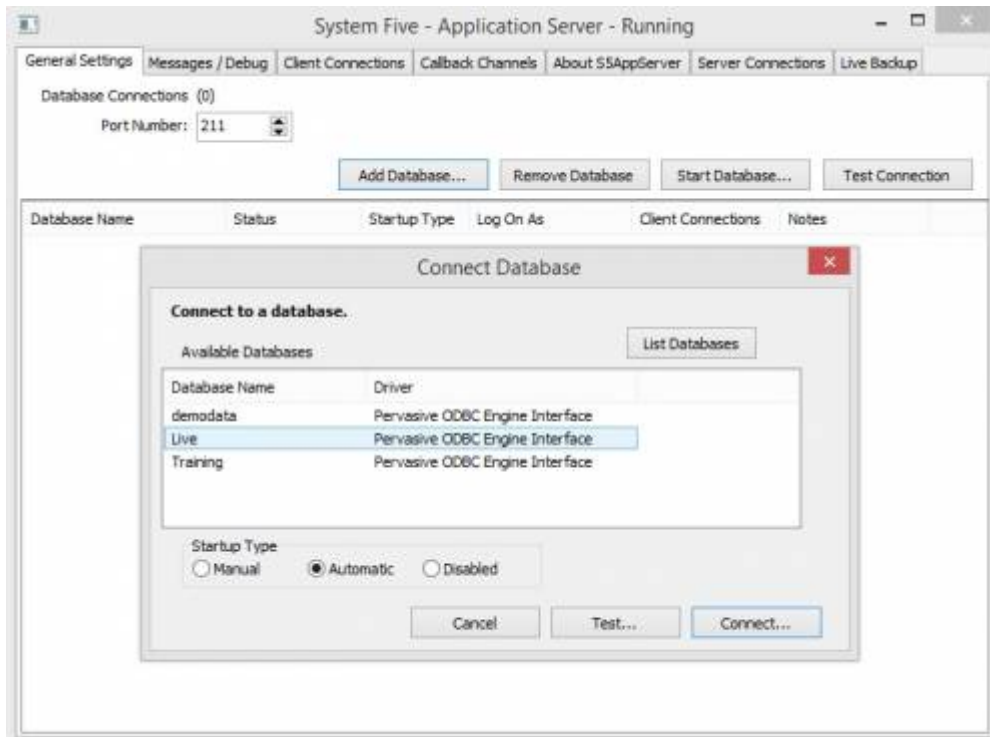 System Five - Application Server - Running
General Settings Messages / Debug Client Connections Callback Channels About S5AppServer Server Connections Live Backup
Database Connections (0)
Port Number: 211
Add Database... Remove Database Start Database... Test Connection
Database Name Status Startup Type Log On As Client Connections Notes
Connect Database
Connect to a database.
List Databases
Available Databases
Database Name Driver
demodata Pervasive ODBC Engine Interface
Live Pervasive ODBC Engine Interface
Training Pervasive ODBC Engine Interface
Startup Type
Manual Automatic Disabled
Cancel Test... Connect...